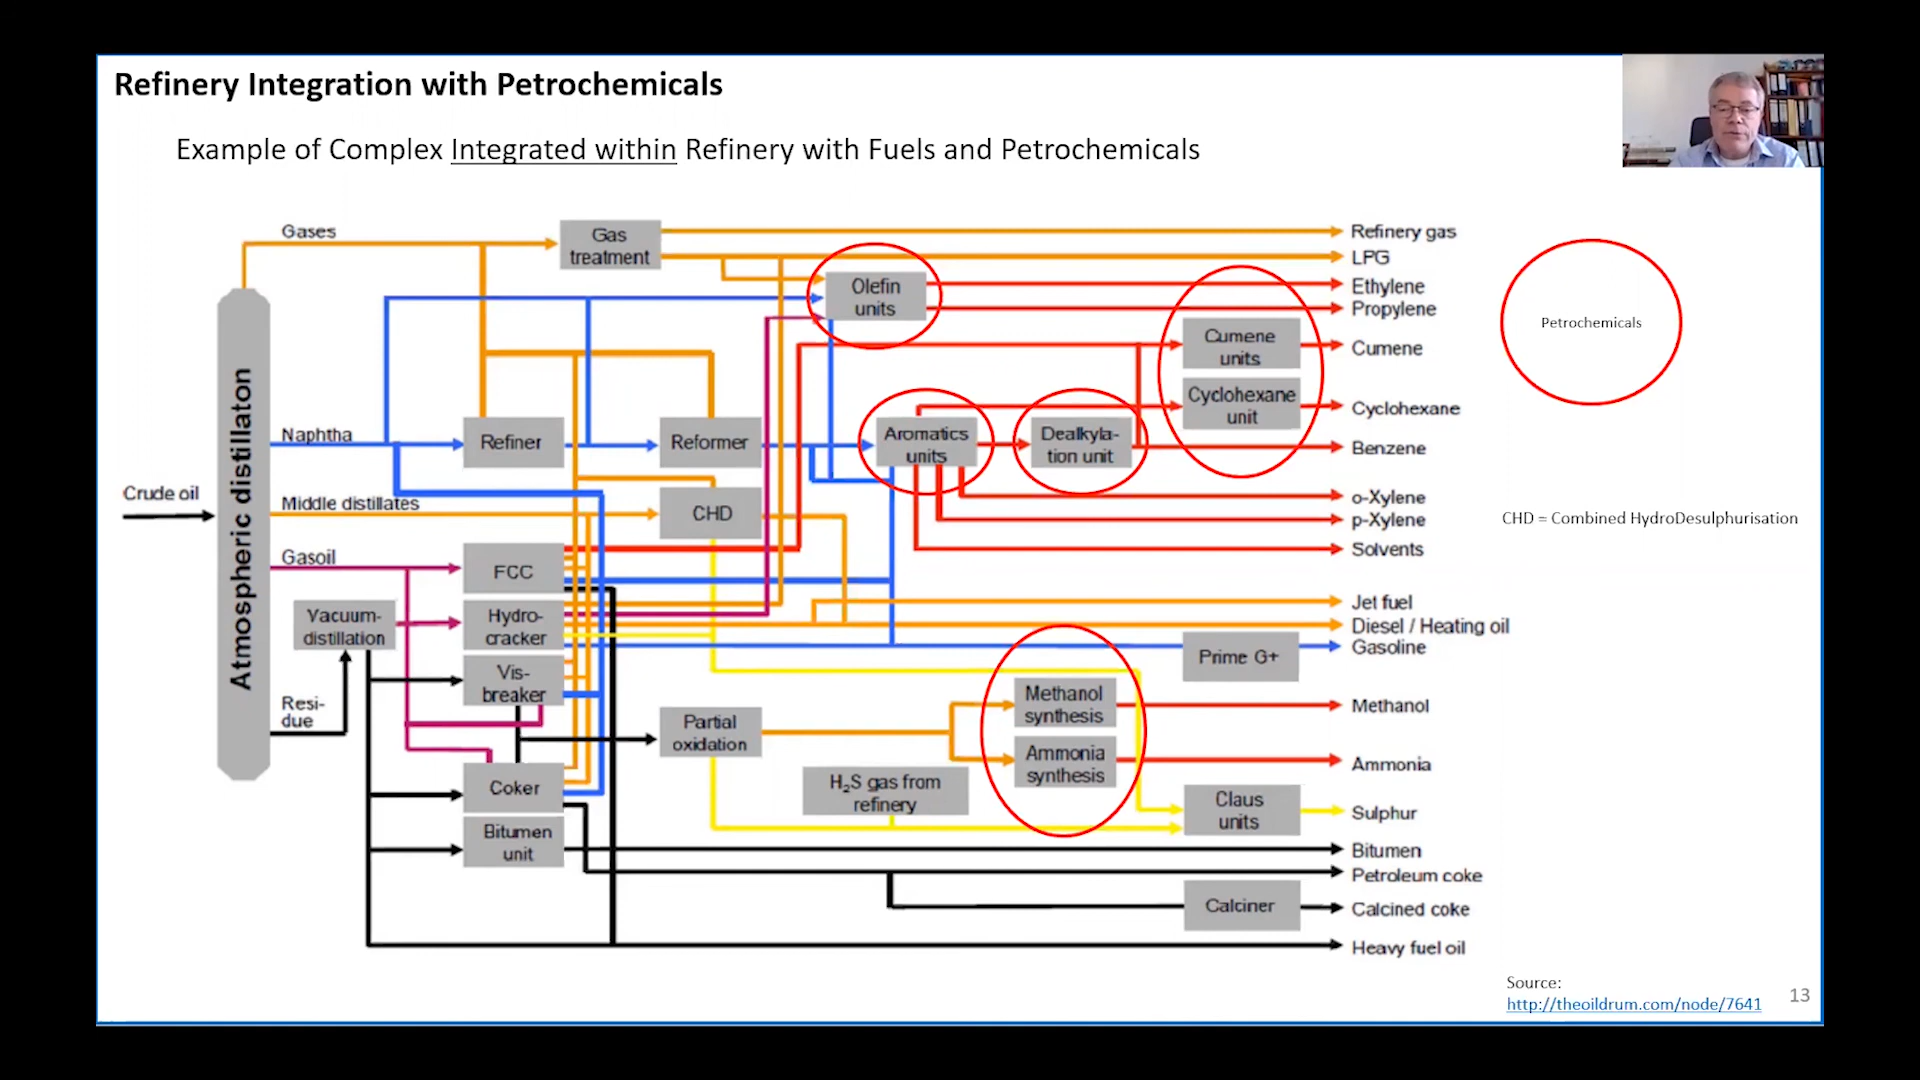 Refinery Integration with Petrochemicals
Example of Complex Integrated within Refinery with Fuels and Petrochemicals
Gases
Gas
treatment
Refinery gas
LPG
Olefin
units
Ethylene
Propylene
Petrochemicals
Cumene
units
Cumene
Cyclohexane
unit
Cyclohexane
Atmospheric distillaton
Naphtha
Refiner
Reformer
Aromatics
units
Dealkyla-
tion unit
Benzene
Crude oil
Middle distillates
CHD
o-Xylene
p-Xylene
CHD = Combined HydroDesulphurisation
Solvents
Gasoil
FCC
Vacuum-
distillation
Hydro-
cracker
Jet fuel
Diesel / Heating oil
Gasoline
Prime G+
Vis-
breaker
Resi-
due
Partial
oxidation
Methanol
synthesis
Methanol
Ammonia
synthesis
Ammonia
Coker
H₂S gas from
refinery
Claus
units
Sulphur
Bitumen
unit
Bitumen
Petroleum coke
Calciner
Calcined coke
Heavy fuel oil
Source:
http://theoildrum.com/node/7641
13